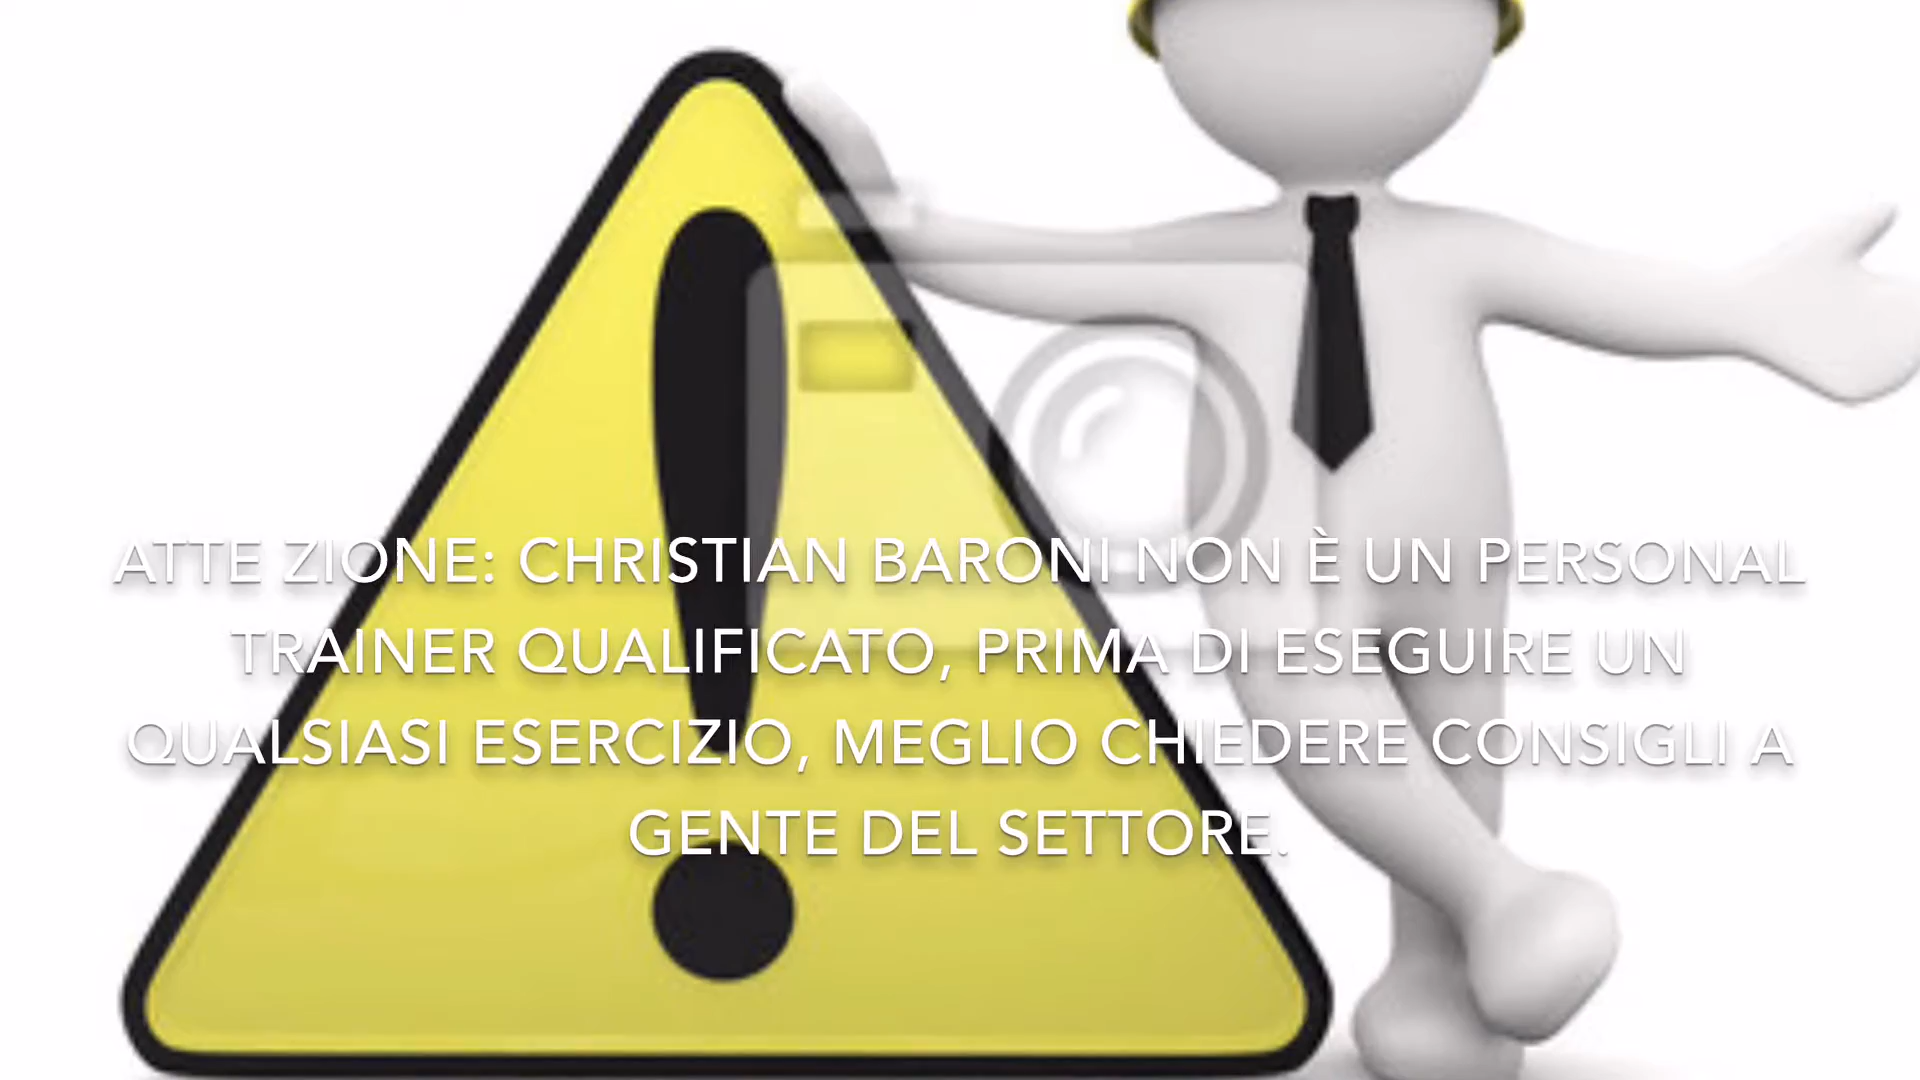 ATTE ZIONE: CHRISTIAN BARONI NON È UN PERSONAL
TRAINER QUALIFICATO, PRIMA DI ESEGUIRE UN
QUALSIASI ESERCIZIO, MEGLIO CHIEDERE CONSIGLI A
GENTE DEL SETTORE.